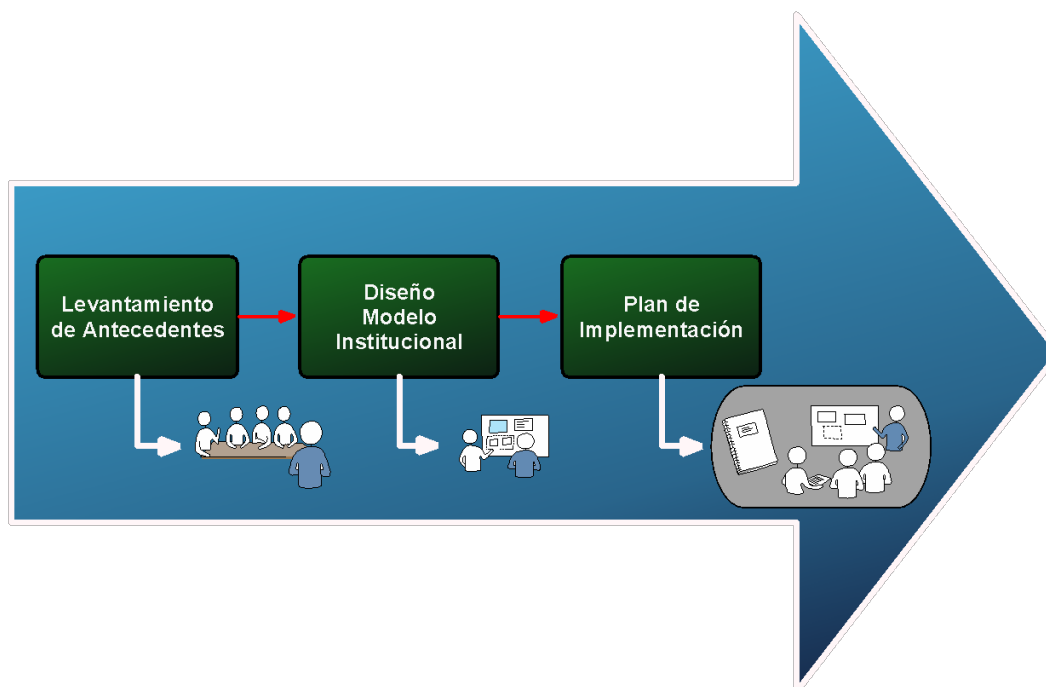 Levantamiento
de Antecedentes
Diseño
Modelo
Institucional
Plan de
Implementación